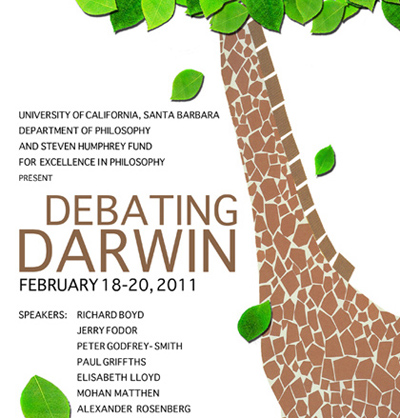 UNIVERSITY OF CALIFORNIA, SANTA BARBARA
DEPARTMENT OF PHILOSOPHY
AND STEVEN HUMPHREY FUND
FOR EXCELLENCE IN PHILOSOPHY
PRESENT
DEBATING
DARWIN
FEBRUARY 18-20, 2011
SPEAKERS: RICHARD BOYD
JERRY FODOR
PETER GODFREY-SMITH
PAUL GRIFFTHS
ELISABETH LLOYD
MOHAN MATTHEN
ALEXANDER ROSENBERG